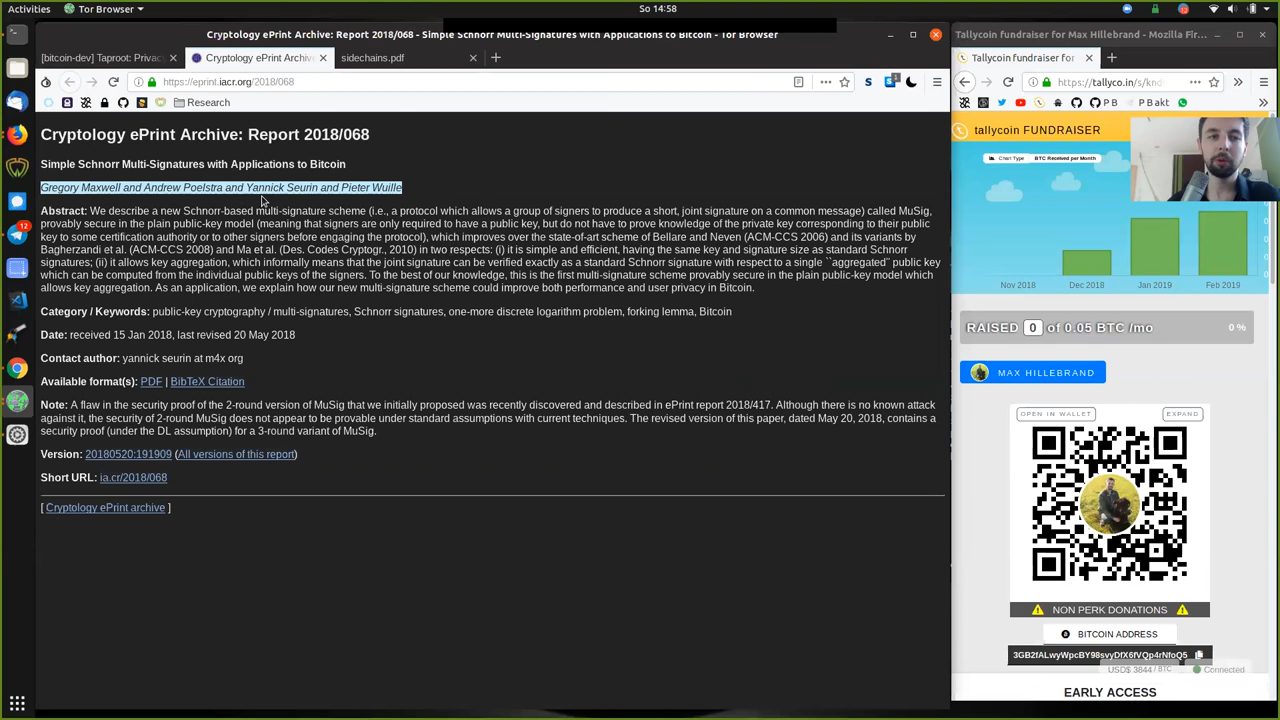 Activities
Tor Browser
So 14:58
Cryptology ePrint Archive: Report 2018/068 - Simple Schnorr Multi-Signatures with Applications to Bitcoin - Tor Browser
[bitcoin-dev] Taproot: Privac
Cryptology ePrint Archive:
sidechains.pdf
https://eprint.iacr.org/2018/068
Research
Cryptology ePrint Archive: Report 2018/068
Simple Schnorr Multi-Signatures with Applications to Bitcoin
Gregory Maxwell and Andrew Poelstra and Yannick Seurin and Pieter Wuille
Abstract: We describe a new Schnorr-based multi-signature scheme (i.e., a protocol which allows a group of signers to produce a short, joint signature on a common message) called MuSig,
provably secure in the plain public-key model (meaning that signers are only required to have a public key, but do not have to prove knowledge of the private key corresponding to their public
key to some certification authority or to other signers before engaging the protocol), which improves over the state-of-art scheme of Bellare and Neven (ACM-CCS 2006) and its variants by
Bagherzandi et al. (ACM-CCS 2008) and Ma et al. (Des. Codes Cryptogr., 2010) in two respects: (i) it is simple and efficient, having the same key and signature size as standard Schnorr
signatures; (ii) it allows key aggregation, which informally means that the joint signature can be verified exactly as a standard Schnorr signature with respect to a single ``aggregated'' public key
which can be computed from the individual public keys of the signers. To the best of our knowledge, this is the first multi-signature scheme provably secure in the plain public-key model which
allows key aggregation. As an application, we explain how our new multi-signature scheme could improve both performance and user privacy in Bitcoin.
Category / Keywords: public-key cryptography / multi-signatures, Schnorr signatures, one-more discrete logarithm problem, forking lemma, Bitcoin
Date: received 15 Jan 2018, last revised 20 May 2018
Contact author: yannick seurin at m4x org
Available format(s): PDF | BibTeX Citation
Note: A flaw in the security proof of the 2-round version of MuSig that we initially proposed was recently discovered and described in ePrint report 2018/417. Although there is no known attack
against it, the security of 2-round MuSig does not appear to be provable under standard assumptions with current techniques. The revised version of this paper, dated May 20, 2018, contains a
security proof (under the DL assumption) for a 3-round variant of MuSig.
Version: 20180520:191909 (All versions of this report)
Short URL: ia.cr/2018/068
[ Cryptology ePrint archive ]
12
Tallycoin fundraiser for Max Hillebrand - Mozilla Fir...
Tallycoin fundraiser for
https://tallyco.in/s/knd
P B
P B akt
tallycoin FUNDRAISER
Chart Type
BTC Received per Month
Nov 2018
Dec 2018
Jan 2019
Feb 2019
RAISED 0 of 0.05 BTC /mo
0 %
MAX HILLEBRAND
OPEN IN WALLET
EXPAND
NON PERK DONATIONS
BITCOIN ADDRESS
3GB2fALwyWpcBY98svyDfX6fVQp4rNfoQ5
USD$ 3844 / BTC
Connected
EARLY ACCESS